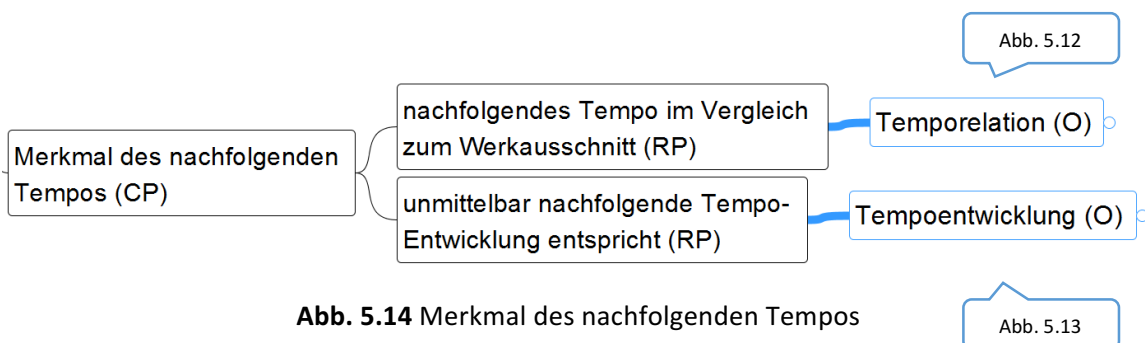 Abb. 5.12
nachfolgendes Tempo im Vergleich
zum Werkausschnitt (RP)
Temporelation (O)
Merkmal des nachfolgenden
Tempos (CP)
unmittelbar nachfolgende Tempo-
Entwicklung entspricht (RP)
Tempoentwicklung (O)
Abb. 5.14 Merkmal des nachfolgenden Tempos
Abb. 5.13